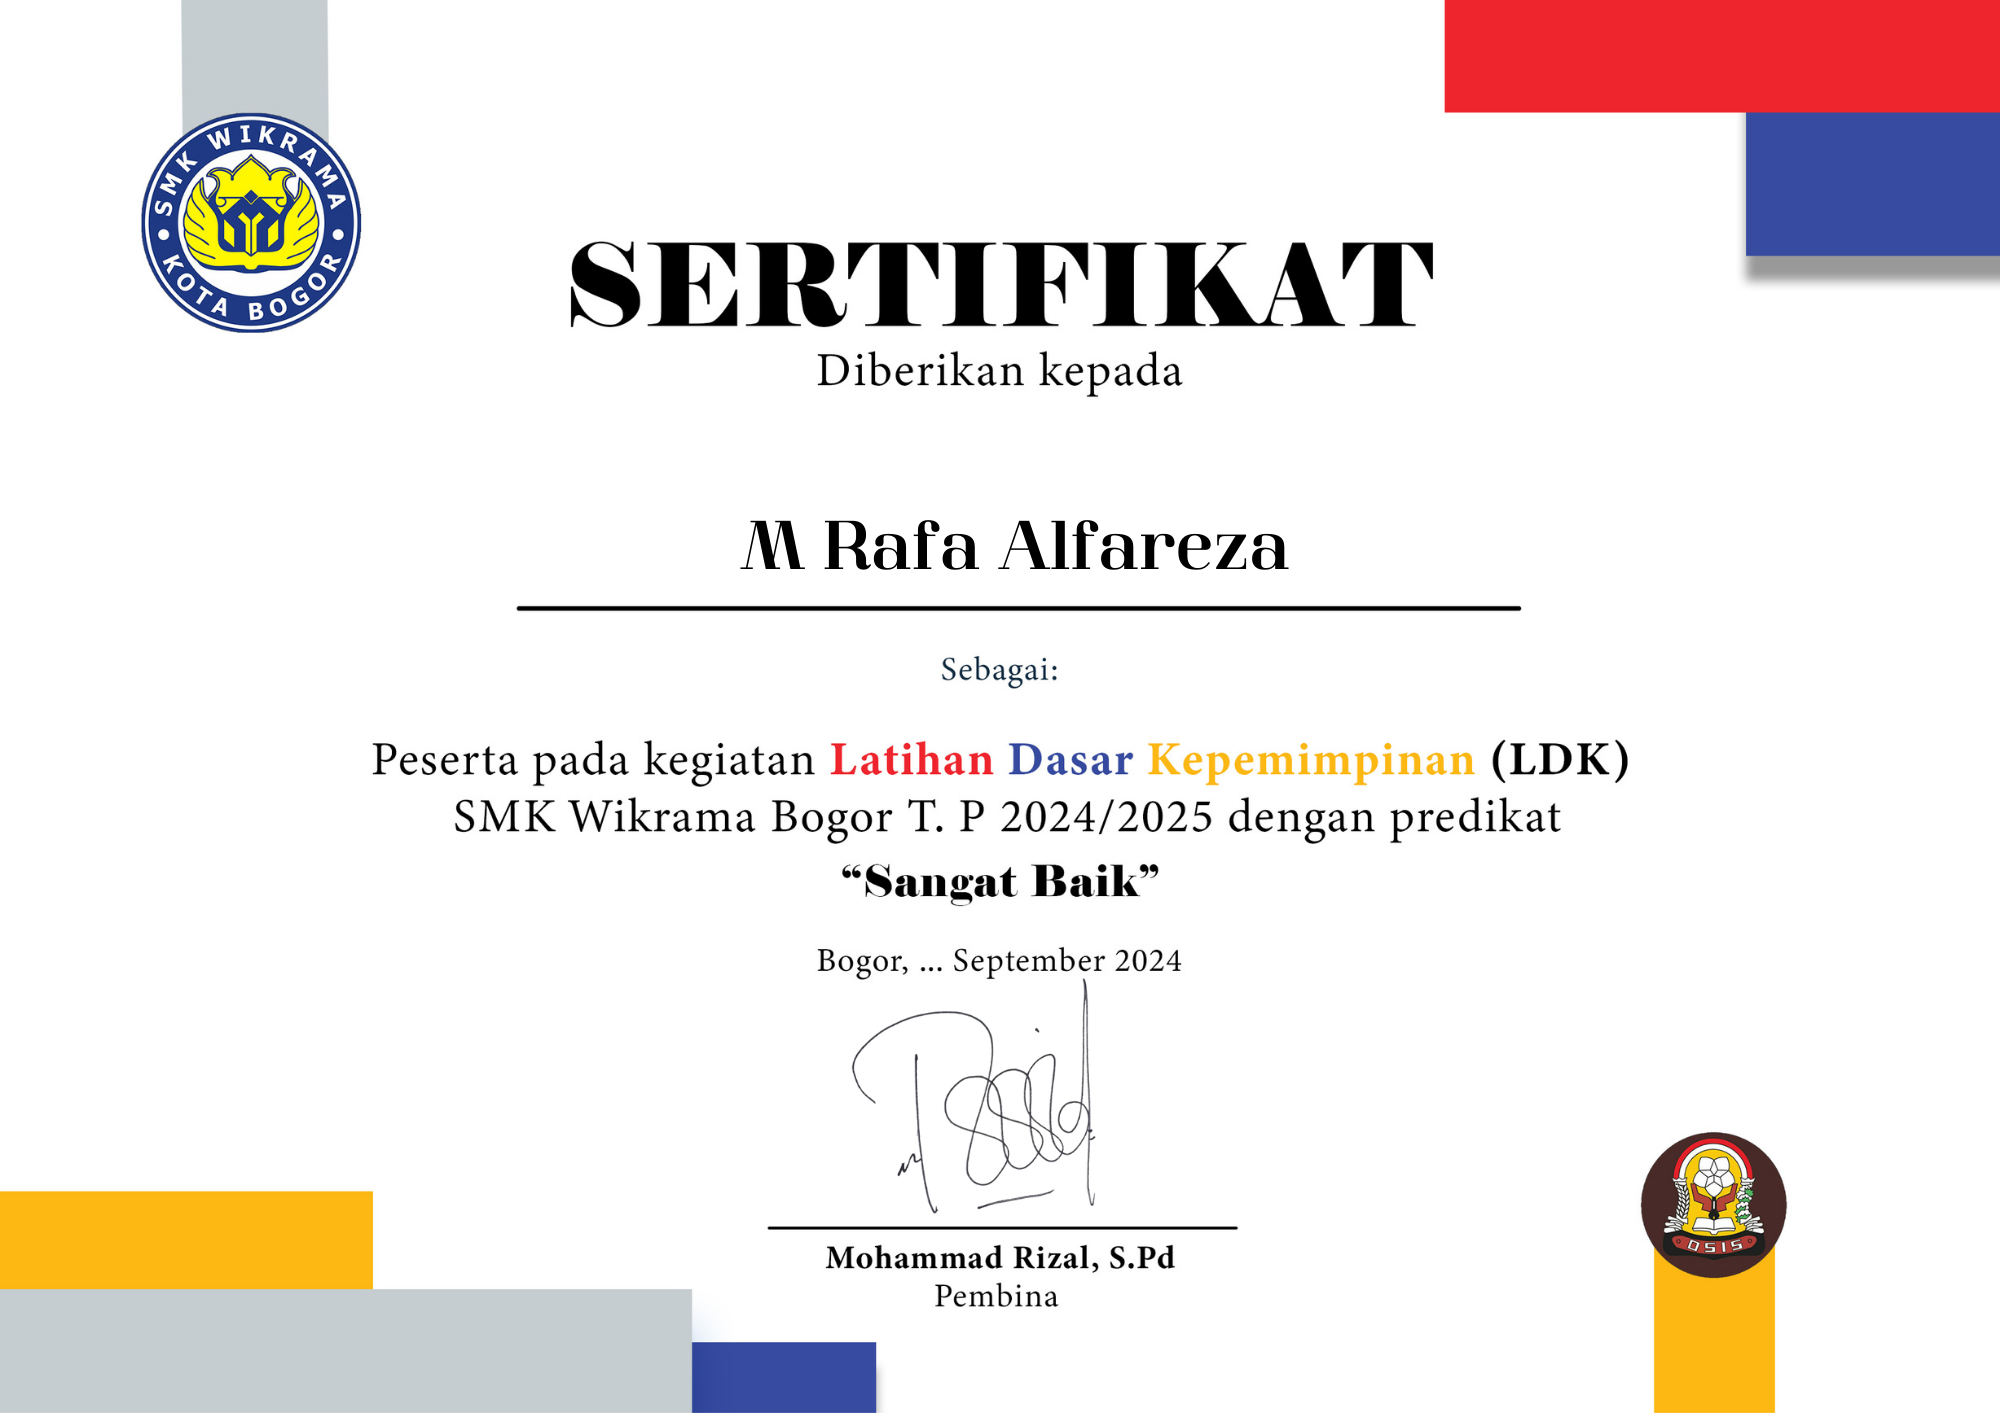 SMK WIKRAMA
KOTA BOGOR
SERTIFIKAT
Diberikan kepada
M Rafa Alfareza
Sebagai:
Peserta pada kegiatan Latihan Dasar Kepemimpinan (LDK)
SMK Wikrama Bogor T. P 2024/2025 dengan predikat
“Sangat Baik”
Bogor, ... September 2024
Mohammad Rizal, S.Pd
Pembina
OSIS